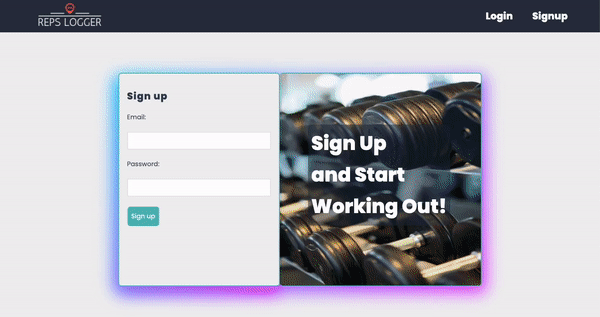 REPS LOGGER
Login
Signup
Sign up
Email:
Password:
Sign up
Sign Up
and Start
Working Out!